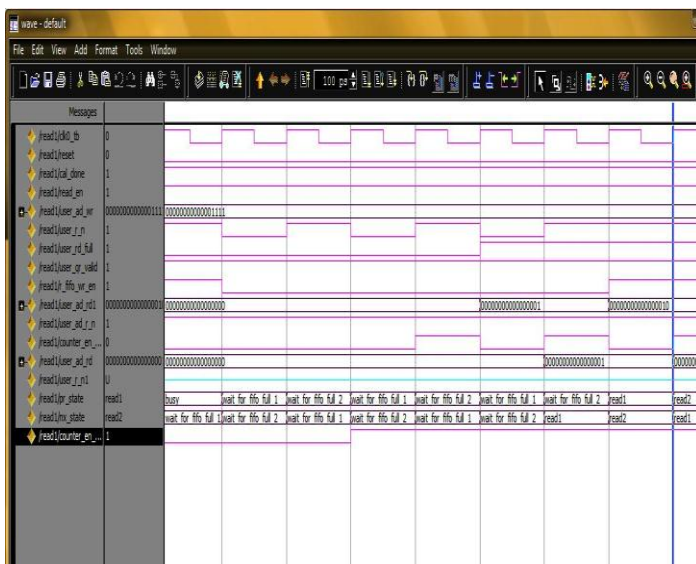 wave - default
File Edit View Add Format Tools Window
100 ps
Messages
/read1/clk0_tb 0
/read1/reset 0
/read1/cal_done 1
/read1/read_en 1
/read1/user_ad_wr 0000000000000111 0000000000001111
/read1/user_r_n 1
/read1/user_rd_full 1
/read1/user_qr_valid 1
/read1/r_fifo_wr_en 1
/read1/user_ad_rd1 000000000000001 0000000000000000 0000000000000001 0000000000000010
/read1/user_ad_r_n 1
/read1/counter_en_... 0
/read1/user_ad_rd 0000000000000000 0000000000000000 0000000000000001 000000
/read1/user_r_n1 U
/read1/pr_state read1 busy wait for fifo full 1 wait for fifo full 2 wait for fifo full 1 wait for fifo full 2 wait for fifo full 1 wait for fifo full 2 read1 read2
/read1/nx_state read2 wait for fifo full 1 wait for fifo full 2 wait for fifo full 1 wait for fifo full 2 wait for fifo full 1 wait for fifo full 2 read1 read2 read1
/read1/counter_en_... 1